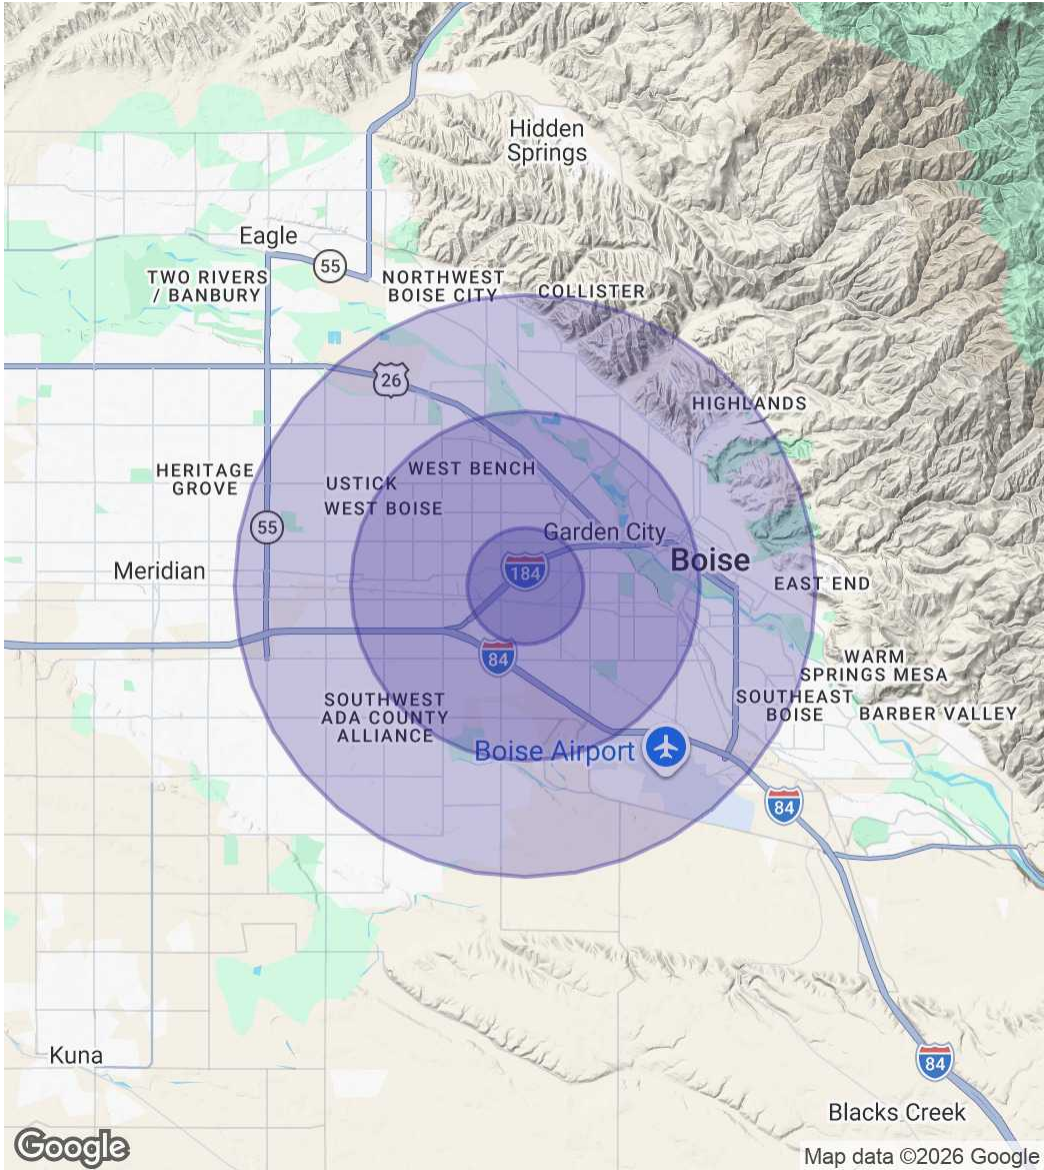 Hidden
Springs
Eagle
55
TWO RIVERS
/ BANBURY
NORTHWEST
BOISE CITY
COLLISTER
26
HIGHLANDS
HERITAGE
GROVE
WEST BENCH
USTICK
WEST BOISE
55
Garden City
Meridian
184
Boise
EAST END
84
WARM
SPRINGS MESA
SOUTHWEST
ADA COUNTY
ALLIANCE
SOUTHEAST
BOISE
BARBER VALLEY
Boise Airport
84
Kuna
84
Blacks Creek
Google
Map data ©2026 Google